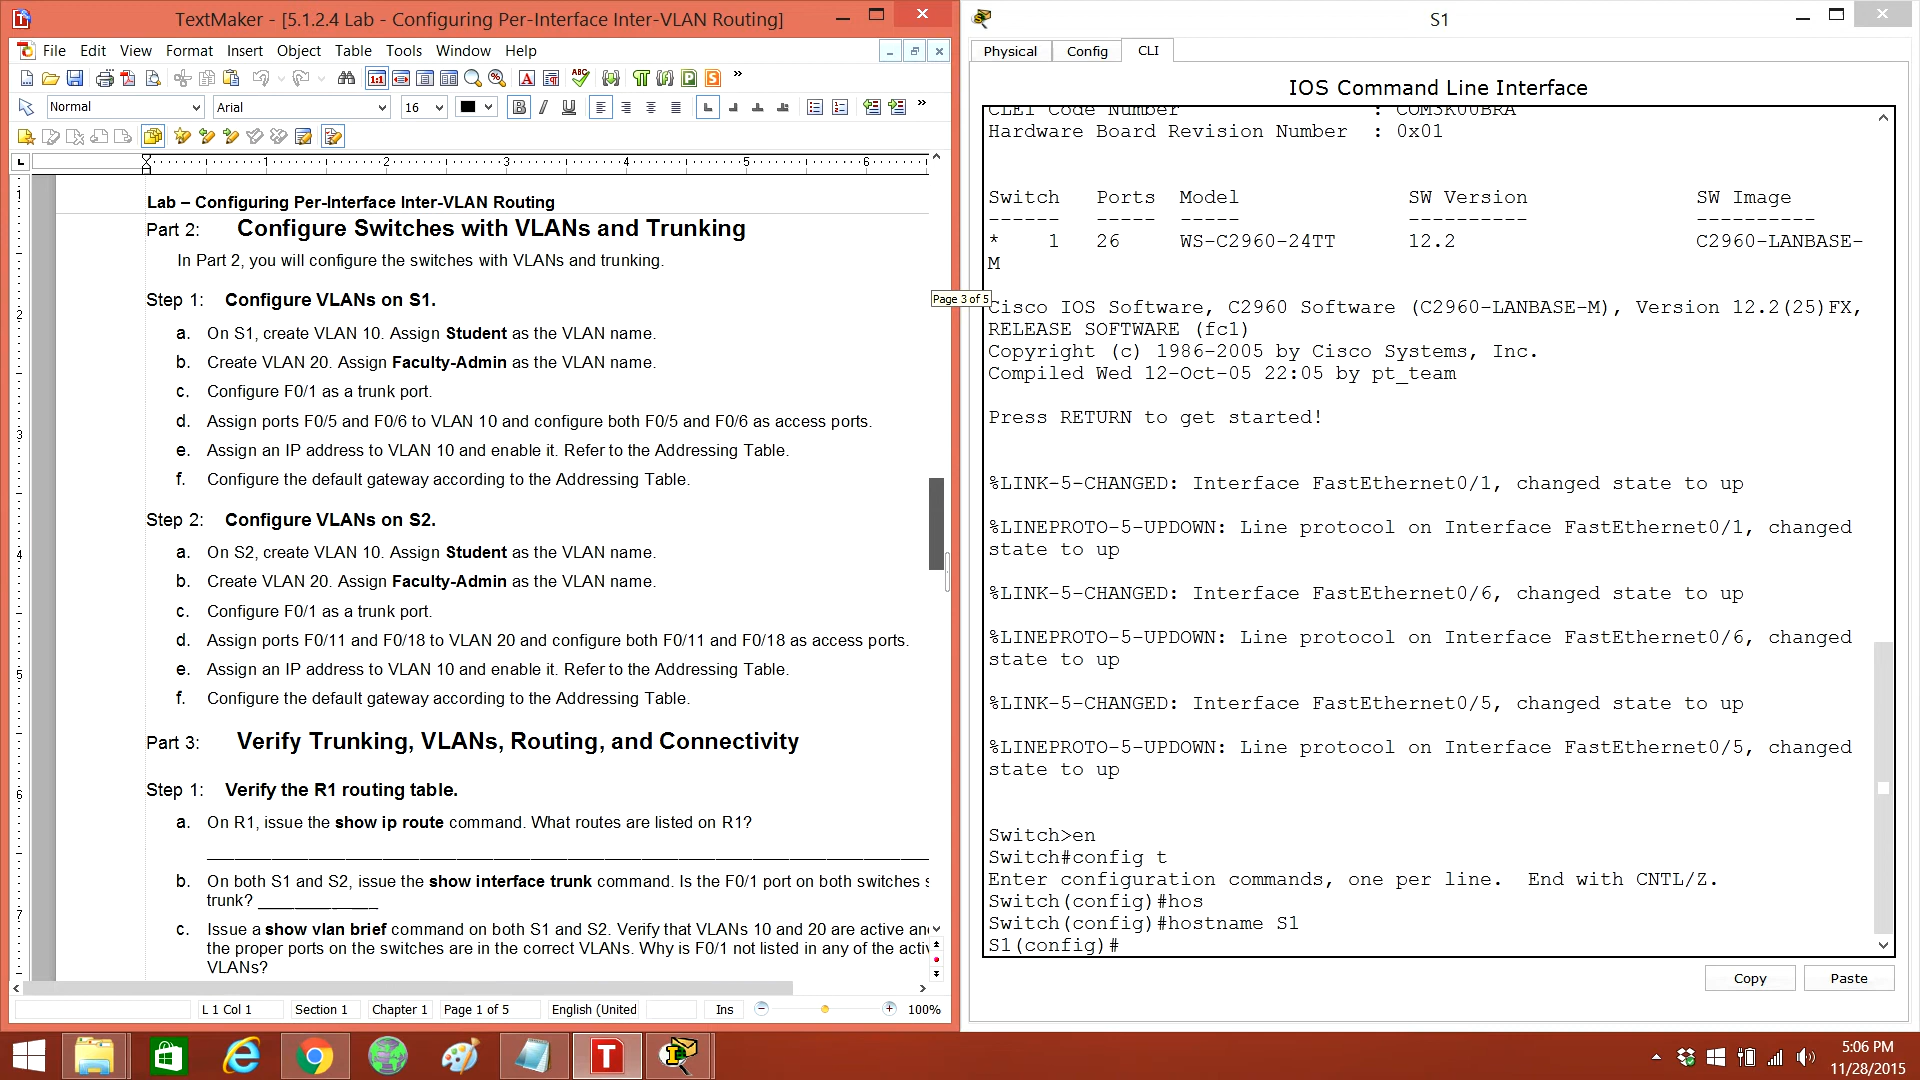 TextMaker - [5.1.2.4 Lab - Configuring Per-Interface Inter-VLAN Routing]
File Edit View Format Insert Object Table Tools Window Help
Normal Arial 16
Lab – Configuring Per-Interface Inter-VLAN Routing
Part 2: Configure Switches with VLANs and Trunking
In Part 2, you will configure the switches with VLANs and trunking.
Step 1: Configure VLANs on S1.
a. On S1, create VLAN 10. Assign Student as the VLAN name.
b. Create VLAN 20. Assign Faculty-Admin as the VLAN name.
c. Configure F0/1 as a trunk port.
d. Assign ports F0/5 and F0/6 to VLAN 10 and configure both F0/5 and F0/6 as access ports.
e. Assign an IP address to VLAN 10 and enable it. Refer to the Addressing Table.
f. Configure the default gateway according to the Addressing Table.
Step 2: Configure VLANs on S2.
a. On S2, create VLAN 10. Assign Student as the VLAN name.
b. Create VLAN 20. Assign Faculty-Admin as the VLAN name.
c. Configure F0/1 as a trunk port.
d. Assign ports F0/11 and F0/18 to VLAN 20 and configure both F0/11 and F0/18 as access ports.
e. Assign an IP address to VLAN 10 and enable it. Refer to the Addressing Table.
f. Configure the default gateway according to the Addressing Table.
Part 3: Verify Trunking, VLANs, Routing, and Connectivity
Step 1: Verify the R1 routing table.
a. On R1, issue the show ip route command. What routes are listed on R1?
b. On both S1 and S2, issue the show interface trunk command. Is the F0/1 port on both switches s
trunk? ____________
c. Issue a show vlan brief command on both S1 and S2. Verify that VLANs 10 and 20 are active an
the proper ports on the switches are in the correct VLANs. Why is F0/1 not listed in any of the activ
VLANs?
Page 3 of 5
L 1 Col 1 Section 1 Chapter 1 Page 1 of 5 English (United Ins 100%
S1
Physical Config CLI
IOS Command Line Interface
CLEI Code Number : COM3K00BRA
Hardware Board Revision Number : 0x01
Switch Ports Model SW Version SW Image
------ ----- ----- ---------- ----------
* 1 26 WS-C2960-24TT 12.2 C2960-LANBASE-
M
Cisco IOS Software, C2960 Software (C2960-LANBASE-M), Version 12.2(25)FX,
RELEASE SOFTWARE (fc1)
Copyright (c) 1986-2005 by Cisco Systems, Inc.
Compiled Wed 12-Oct-05 22:05 by pt_team
Press RETURN to get started!
%LINK-5-CHANGED: Interface FastEthernet0/1, changed state to up
%LINEPROTO-5-UPDOWN: Line protocol on Interface FastEthernet0/1, changed
state to up
%LINK-5-CHANGED: Interface FastEthernet0/6, changed state to up
%LINEPROTO-5-UPDOWN: Line protocol on Interface FastEthernet0/6, changed
state to up
%LINK-5-CHANGED: Interface FastEthernet0/5, changed state to up
%LINEPROTO-5-UPDOWN: Line protocol on Interface FastEthernet0/5, changed
state to up
Switch>en
Switch#config t
Enter configuration commands, one per line. End with CNTL/Z.
Switch(config)#hos
Switch(config)#hostname S1
S1(config)#
Copy Paste
5:06 PM
11/28/2015